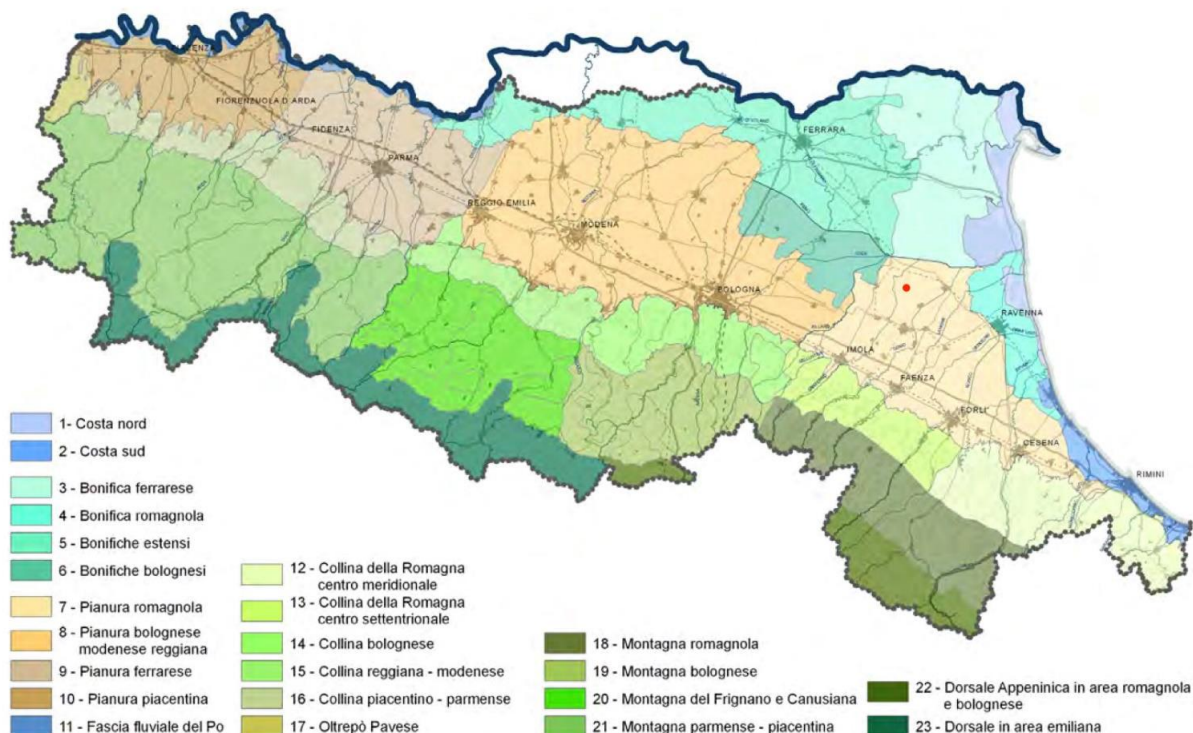 FIORENZUOLA D'ARDA
FIDENZA
PARMA
REGGIO EMILIA
MODENA
BOLOGNA
FERRARA
RAVENNA
IMOLA
FAENZA
FORLI'
CESENA
RIMINI
1- Costa nord
2 - Costa sud
3 - Bonifica ferrarese
4 - Bonifica romagnola
5 - Bonifiche estensi
6 - Bonifiche bolognesi
7 - Pianura romagnola
8 - Pianura bolognese
modenese reggiana
9 - Pianura ferrarese
10 - Pianura piacentina
11 - Fascia fluviale del Po
12 - Collina della Romagna
centro meridionale
13 - Collina della Romagna
centro settentrionale
14 - Collina bolognese
15 - Collina reggiana - modenese
16 - Collina piacentino - parmense
17 - Oltrepò Pavese
18 - Montagna romagnola
19 - Montagna bolognese
20 - Montagna del Frignano e Canusiana
21 - Montagna parmense - piacentina
22 - Dorsale Appeninica in area romagnola
e bolognese
23 - Dorsale in area emiliana